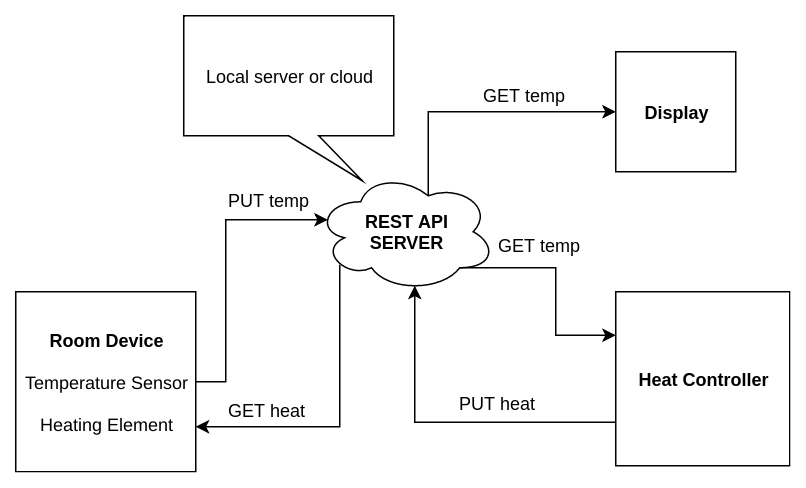 Local server or cloud
GET temp
Display
PUT temp
REST API
SERVER
GET temp
Room Device
Temperature Sensor
Heating Element
GET heat
PUT heat
Heat Controller